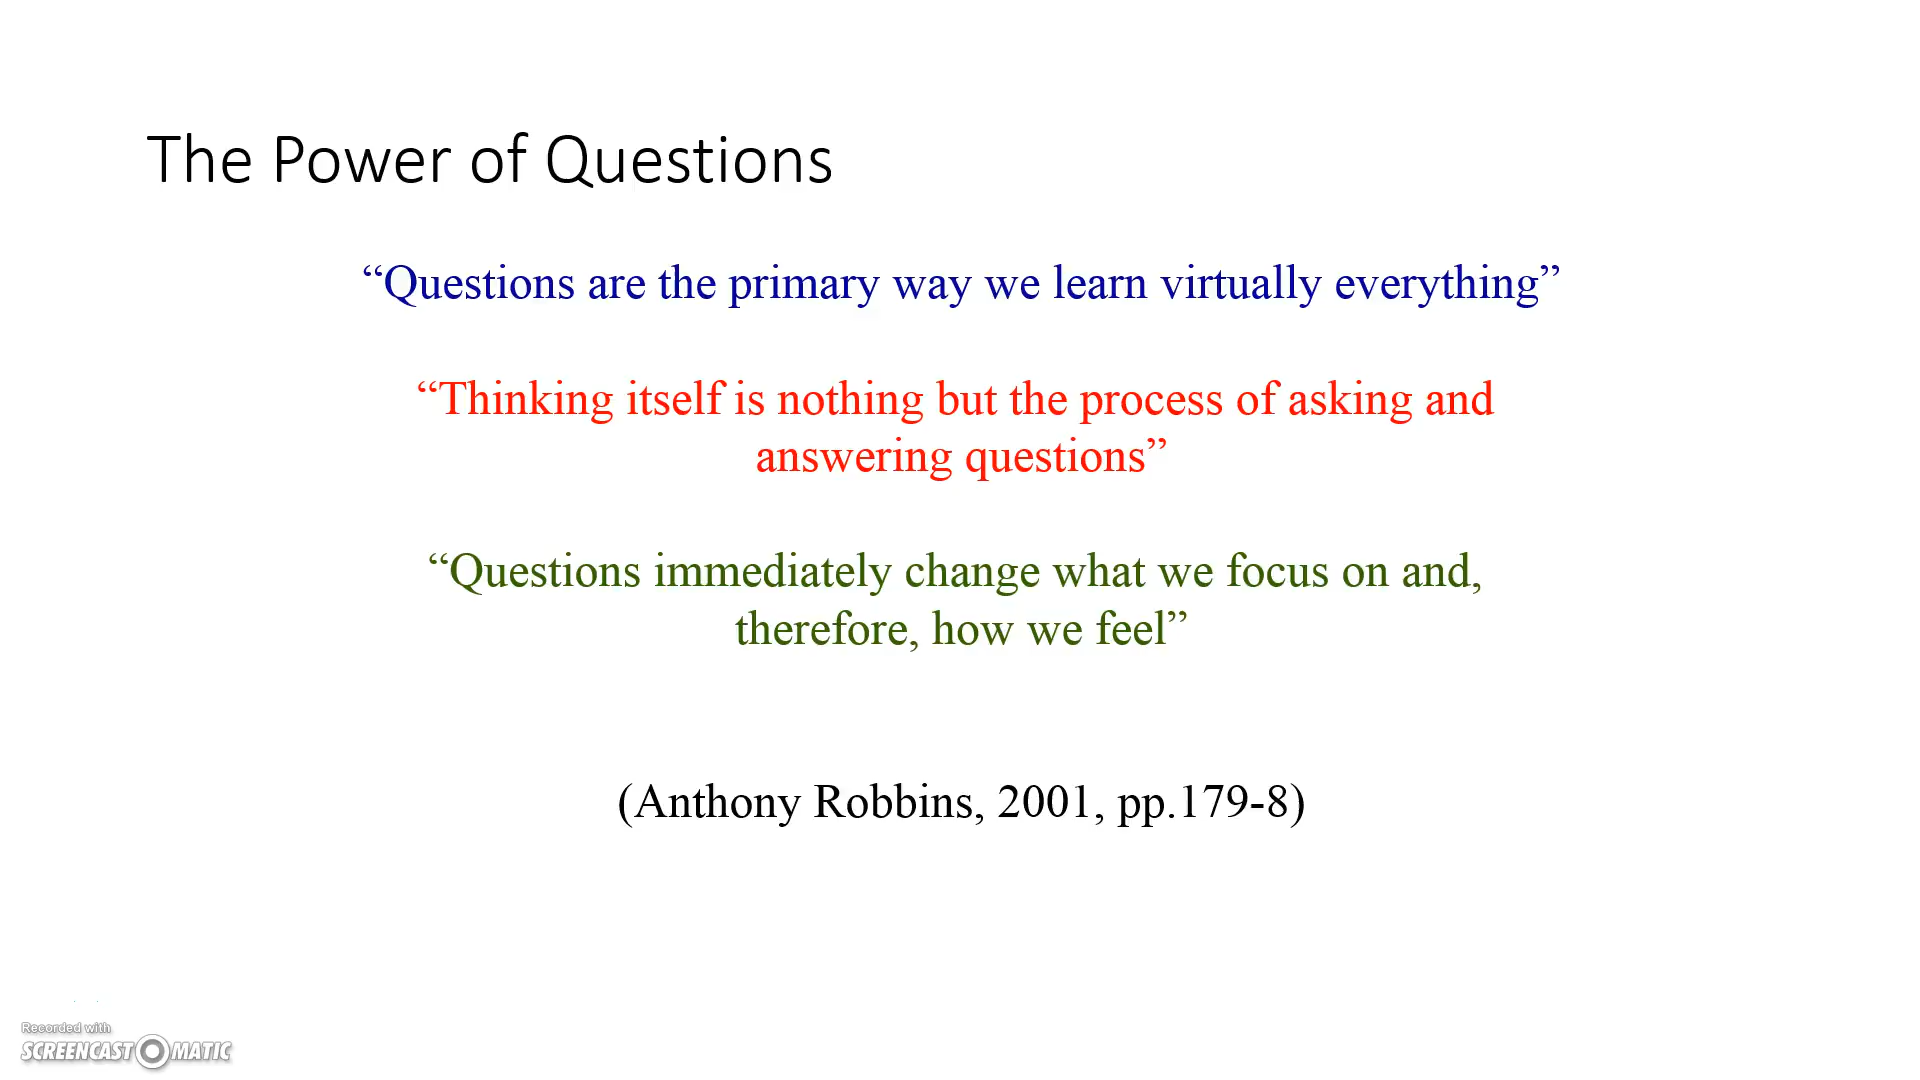 The Power of Questions
“Questions are the primary way we learn virtually everything”
“Thinking itself is nothing but the process of asking and
answering questions”
“Questions immediately change what we focus on and,
therefore, how we feel”
(Anthony Robbins, 2001, pp.179-8)
Recorded with
SCREENCAST-O-MATIC